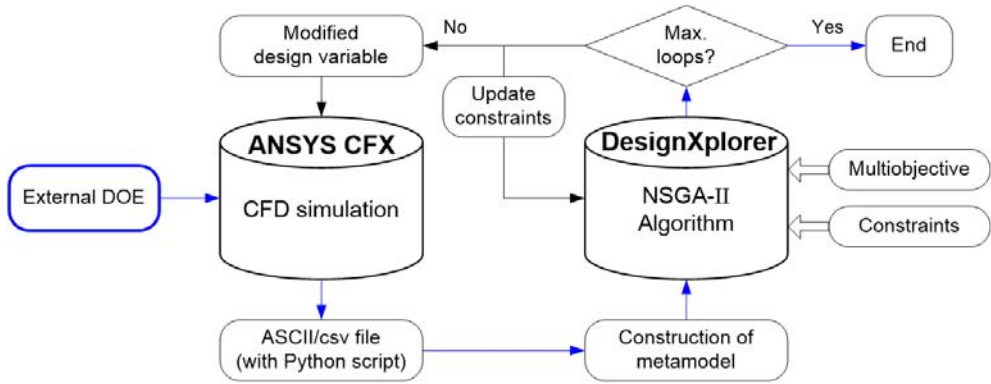 Modified
design variable
No
Max.
loops?
Yes
End
Update
constraints
ANSYS CFX
CFD simulation
DesignXplorer
NSGA-II
Algorithm
External DOE
Multiobjective
Constraints
ASCII/csv file
(with Python script)
Construction of
metamodel